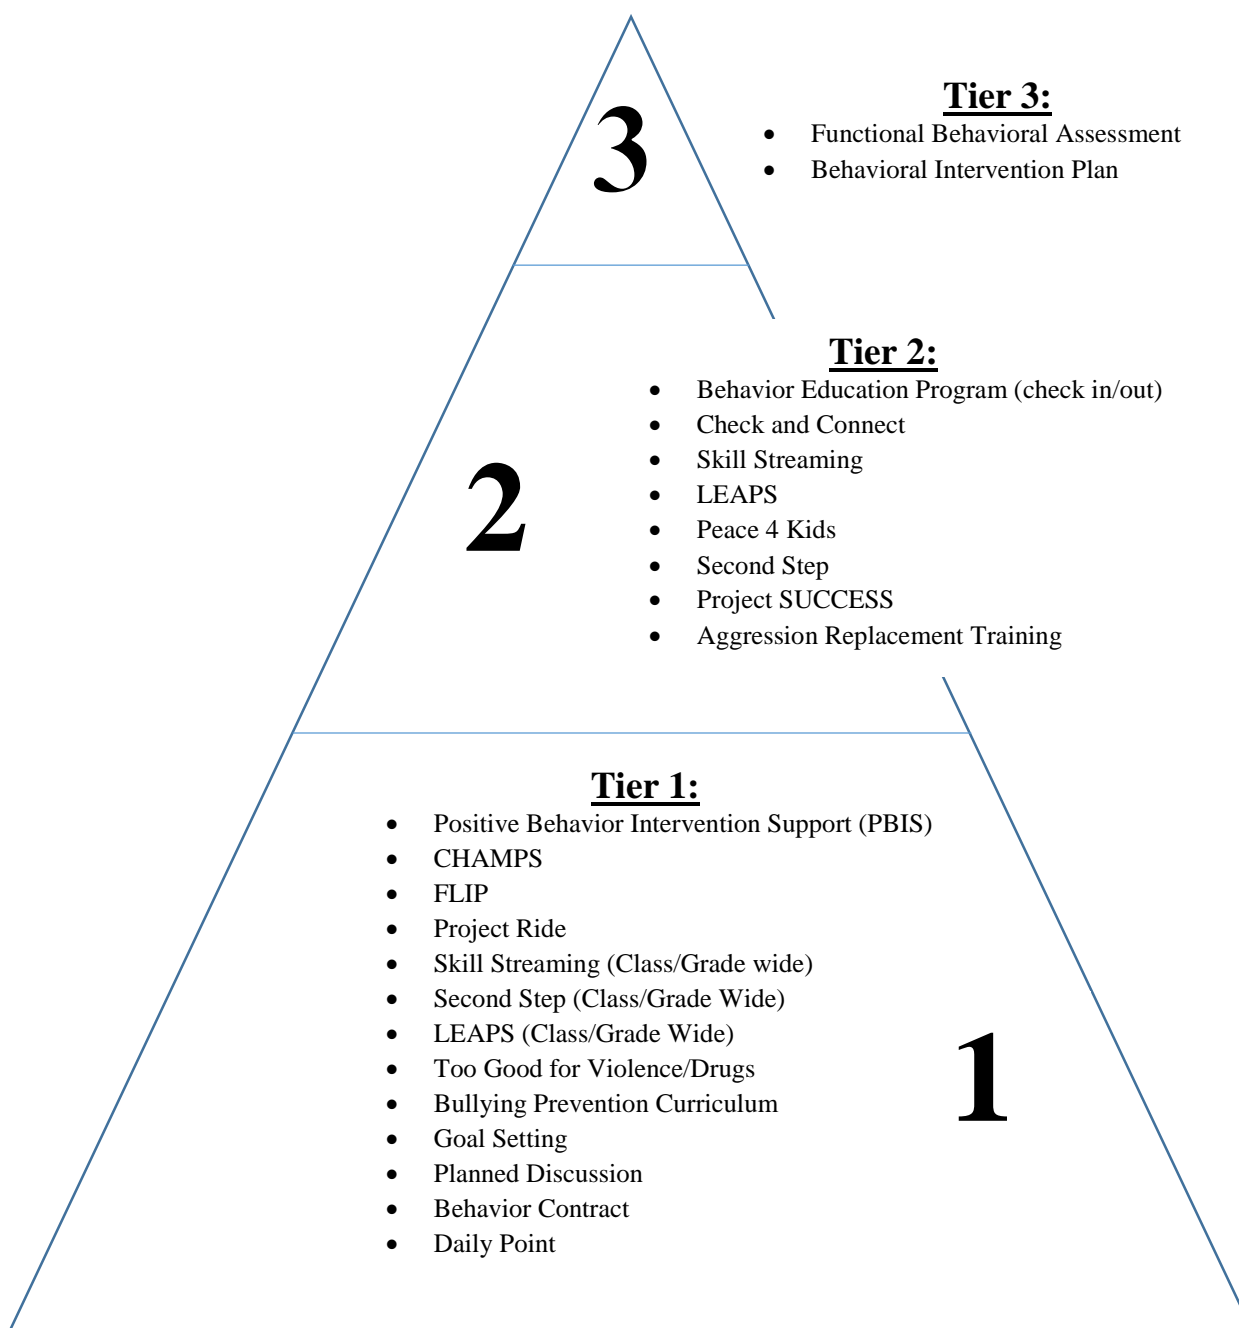 3
Tier 3:
• Functional Behavioral Assessment
• Behavioral Intervention Plan
Tier 2:
• Behavior Education Program (check in/out)
• Check and Connect
• Skill Streaming
• LEAPS
• Peace 4 Kids
• Second Step
• Project SUCCESS
• Aggression Replacement Training
2
Tier 1:
• Positive Behavior Intervention Support (PBIS)
• CHAMPS
• FLIP
• Project Ride
• Skill Streaming (Class/Grade wide)
• Second Step (Class/Grade Wide)
• LEAPS (Class/Grade Wide)
• Too Good for Violence/Drugs
• Bullying Prevention Curriculum
• Goal Setting
• Planned Discussion
• Behavior Contract
• Daily Point
1